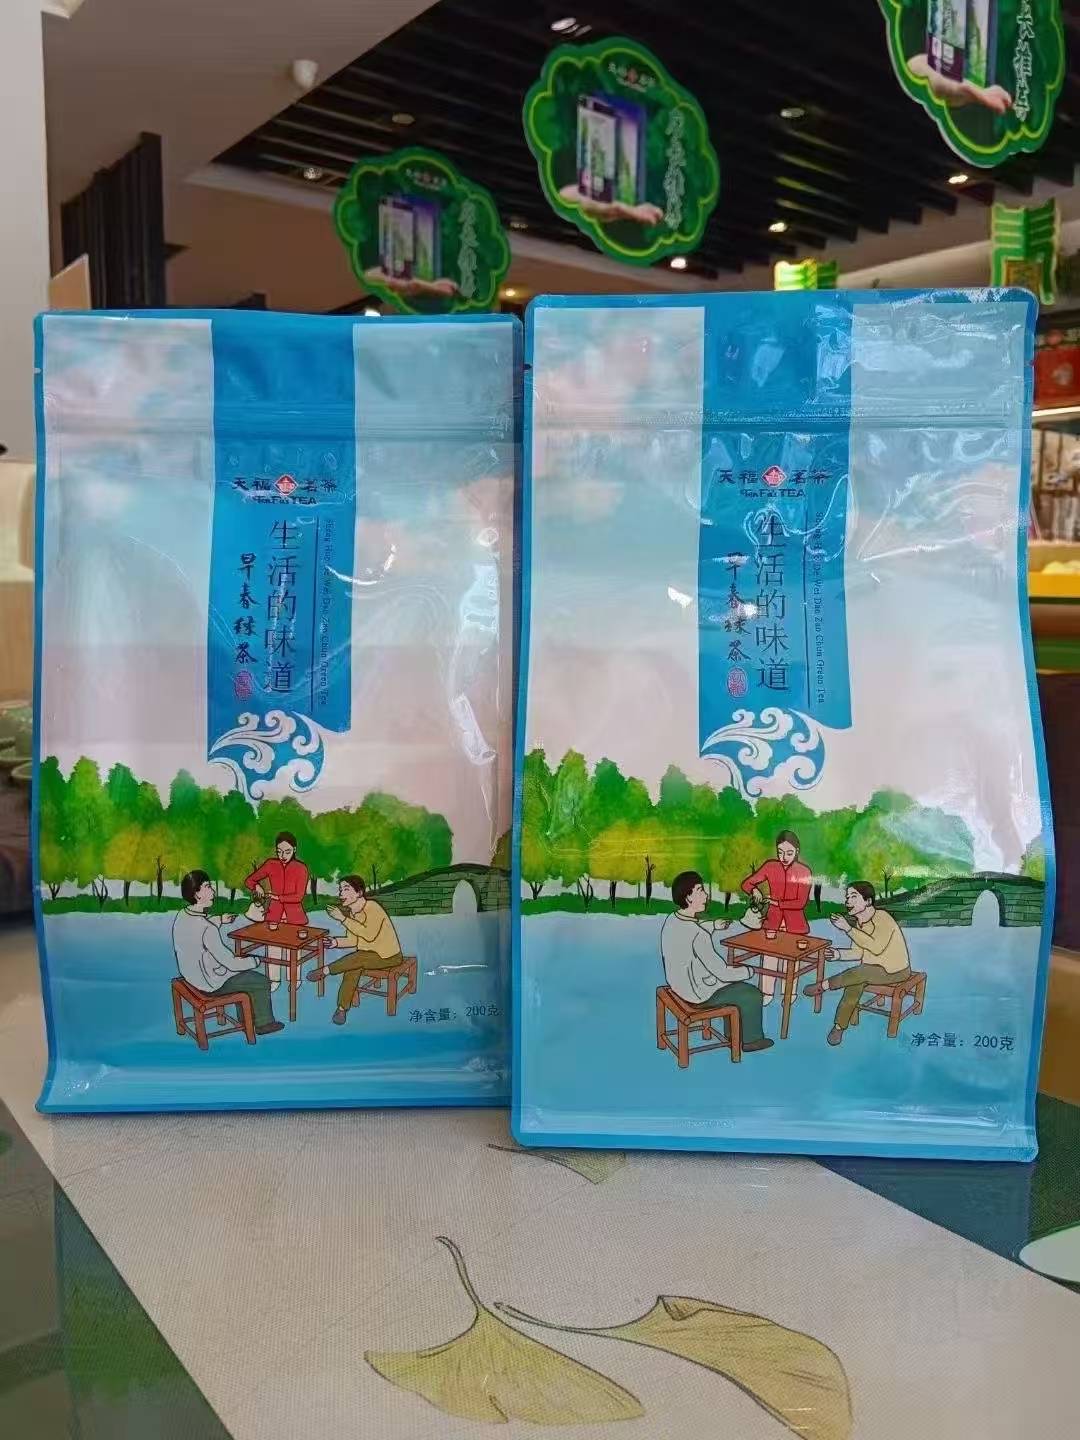 天福茗茶
TenFu's TEA
生活的味道
Sheng Huo De Wei Dao Zao Chun Green Tea
早春绿茶
净含量：200克
天福茗茶
TenFu's TEA
生活的味道
Sheng Huo De Wei Dao Zao Chun Green Tea
早春绿茶
净含量：200克